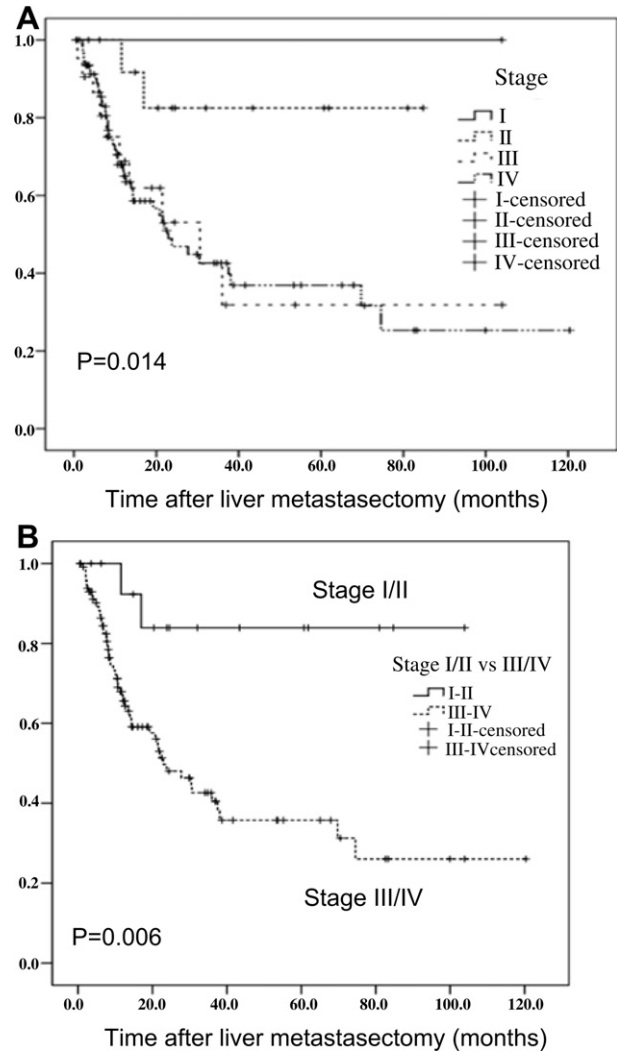 A
1.0
0.8
0.6
0.4
0.2
0.0
Stage
I
II
III
IV
I-censored
II-censored
III-censored
IV-censored
P=0.014
0.0 20.0 40.0 60.0 80.0 100.0 120.0
Time after liver metastasectomy (months)
B
1.0
0.8
0.6
0.4
0.2
0.0
Stage I/II
Stage I/II vs III/IV
I-II
III-IV
I-II-censored
III-IVcensored
Stage III/IV
P=0.006
0.0 20.0 40.0 60.0 80.0 100.0 120.0
Time after liver metastasectomy (months)